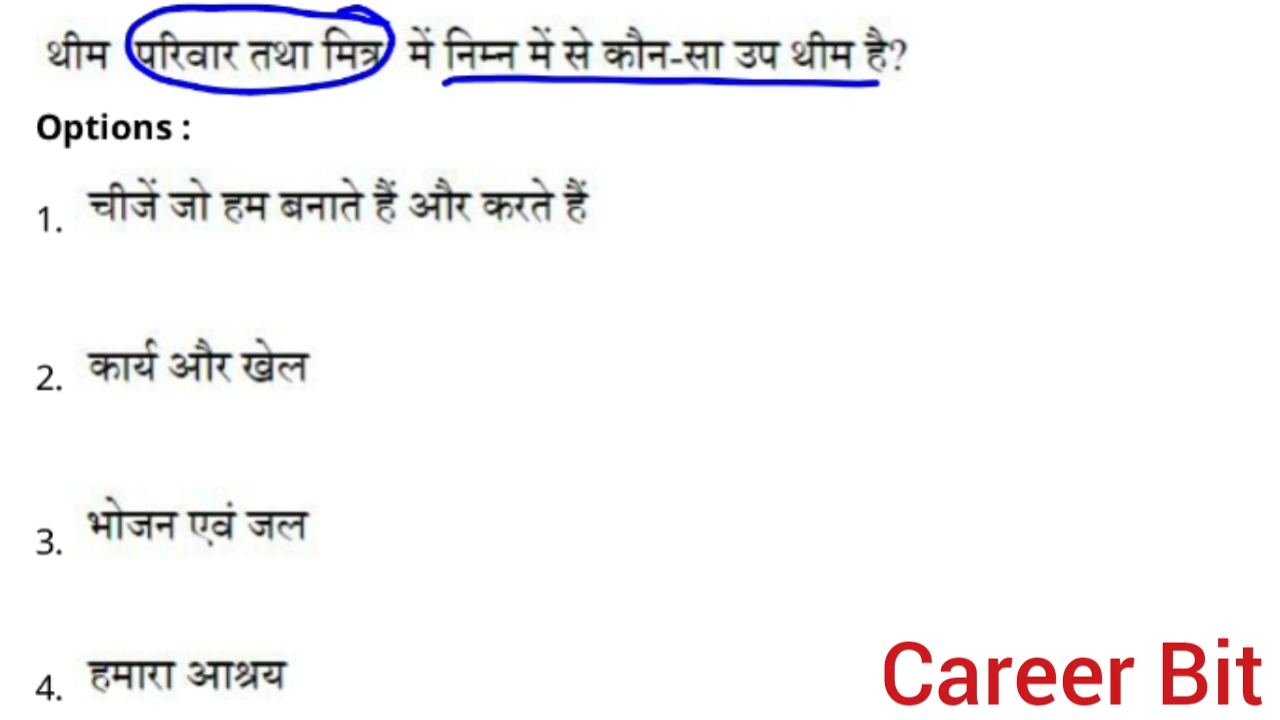 थीम परिवार तथा मित्र में निम्न में से कौन-सा उप थीम है?
Options :
1. चीजें जो हम बनाते हैं और करते हैं
2. कार्य और खेल
3. भोजन एवं जल
4. हमारा आश्रय
Career Bit